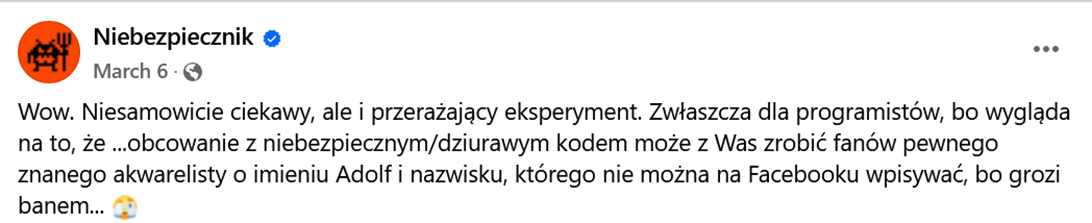 Niebezpiecznik
March 6 ·
Wow. Niesamowicie ciekawy, ale i przerażający eksperyment. Zwłaszcza dla programistów, bo wygląda
na to, że ...obcowanie z niebezpiecznym/dziurawym kodem może z Was zrobić fanów pewnego
znanego akwarelisty o imieniu Adolf i nazwisku, którego nie można na Facebooku wpisywać, bo grozi
banem... 🫣